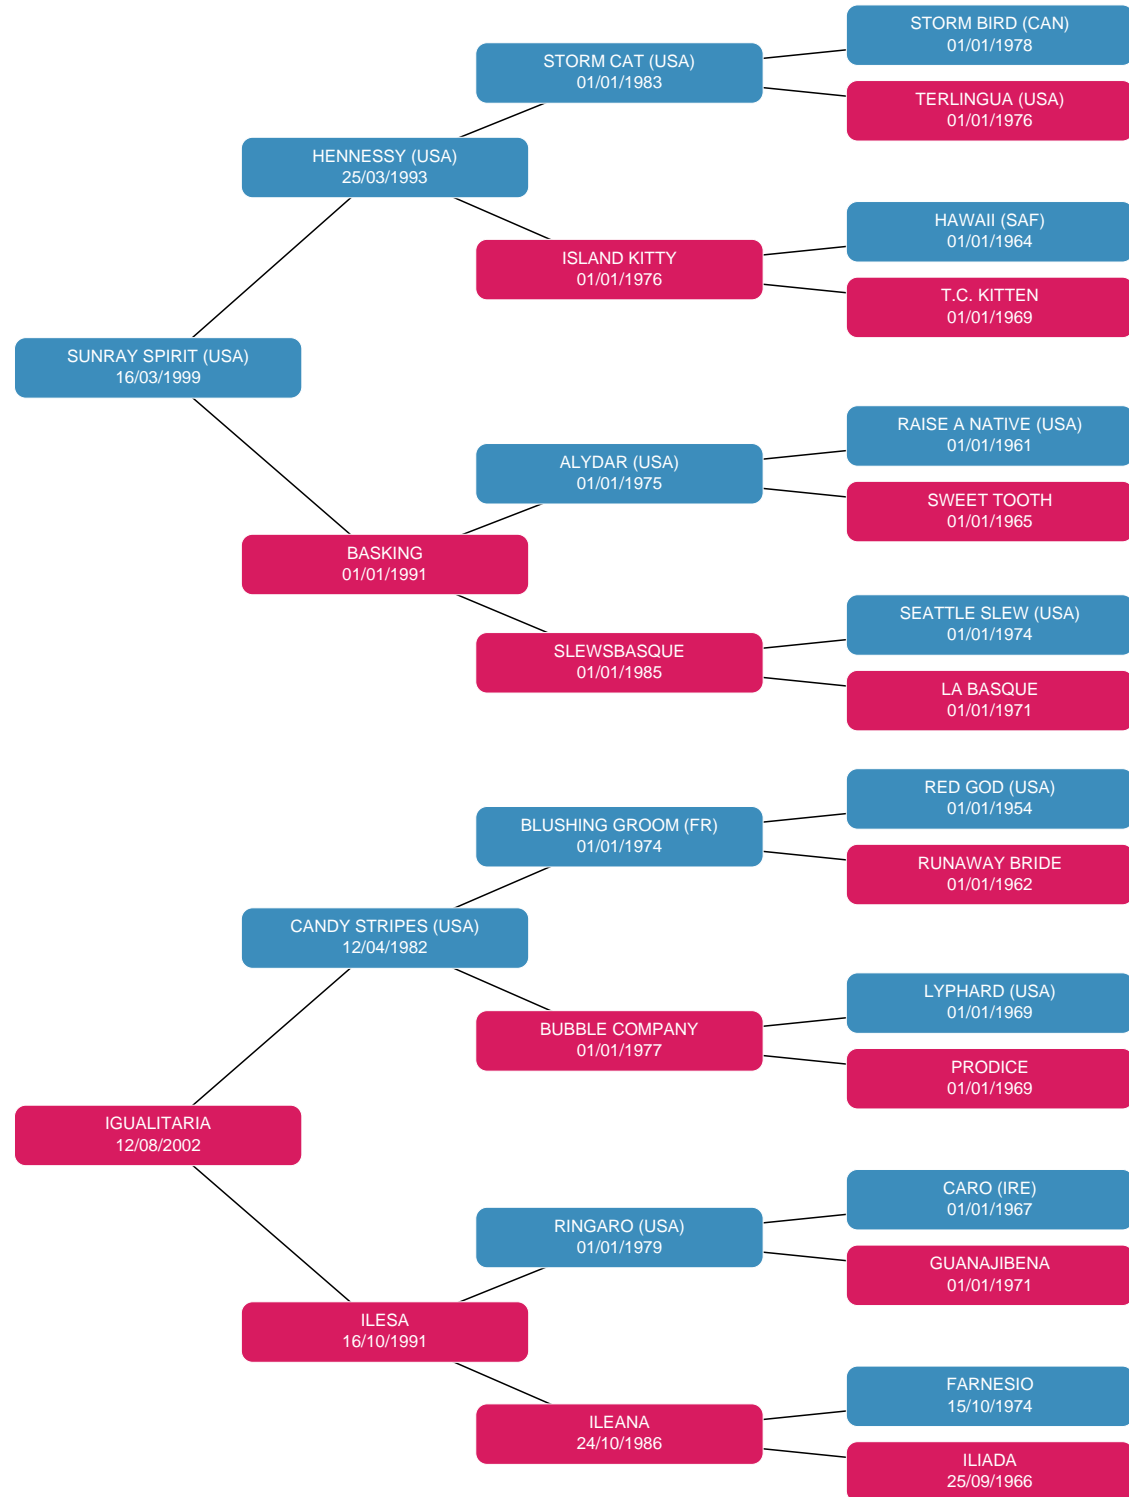 STORM BIRD (CAN)
01/01/1978
STORM CAT (USA)
01/01/1983
TERLINGUA (USA)
01/01/1976
HENNESSY (USA)
25/03/1993
HAWAII (SAF)
01/01/1964
ISLAND KITTY
01/01/1976
T.C. KITTEN
01/01/1969
SUNRAY SPIRIT (USA)
16/03/1999
RAISE A NATIVE (USA)
01/01/1961
ALYDAR (USA)
01/01/1975
SWEET TOOTH
01/01/1965
BASKING
01/01/1991
SEATTLE SLEW (USA)
01/01/1974
SLEWSBASQUE
01/01/1985
LA BASQUE
01/01/1971
RED GOD (USA)
01/01/1954
BLUSHING GROOM (FR)
01/01/1974
RUNAWAY BRIDE
01/01/1962
CANDY STRIPES (USA)
12/04/1982
LYPHARD (USA)
01/01/1969
BUBBLE COMPANY
01/01/1977
PRODICE
01/01/1969
IGUALITARIA
12/08/2002
CARO (IRE)
01/01/1967
RINGARO (USA)
01/01/1979
GUANAJIBENA
01/01/1971
ILESA
16/10/1991
FARNESIO
15/10/1974
ILEANA
24/10/1986
ILIADA
25/09/1966